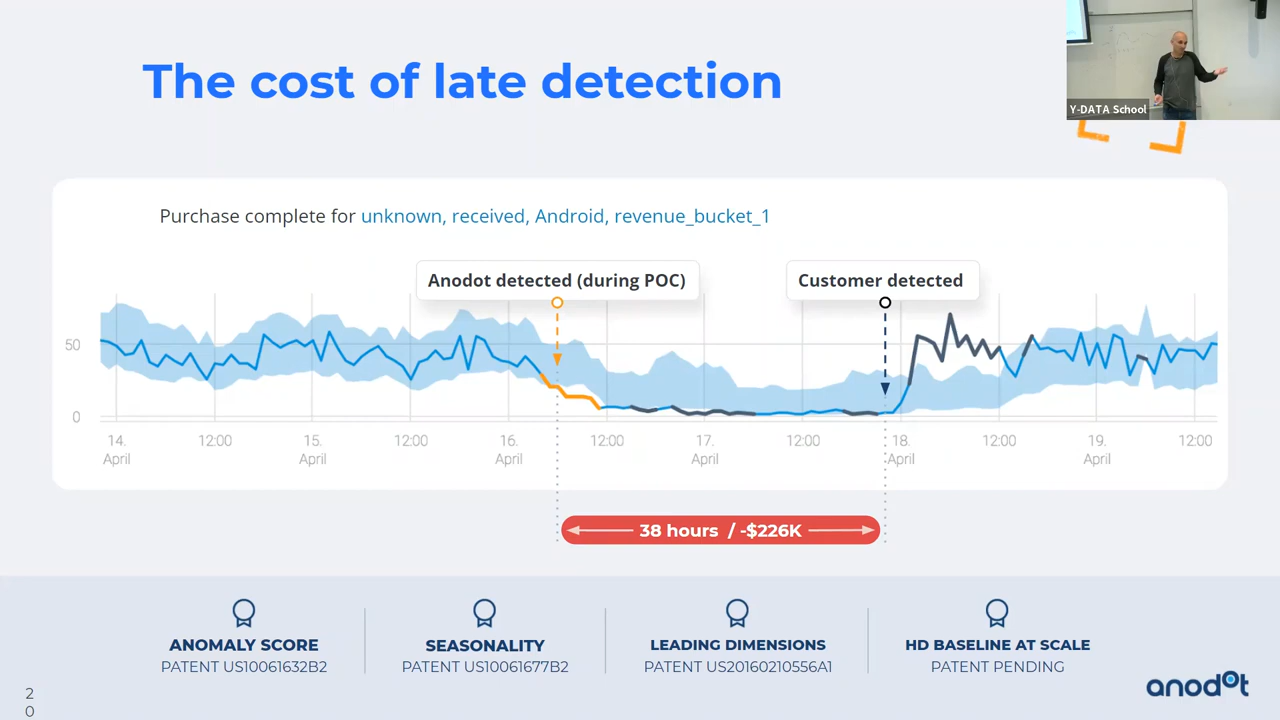 The cost of late detection
Y-DATA School
Purchase complete for unknown, received, Android, revenue_bucket_1
Anodot detected (during POC)
Customer detected
50
0
14.
April
12:00
15.
April
12:00
16.
April
12:00
17.
April
12:00
18.
April
12:00
19.
April
12:00
38 hours / -$226K
ANOMALY SCORE
PATENT US10061632B2
SEASONALITY
PATENT US10061677B2
LEADING DIMENSIONS
PATENT US20160210556A1
HD BASELINE AT SCALE
PATENT PENDING
anodot
2
0